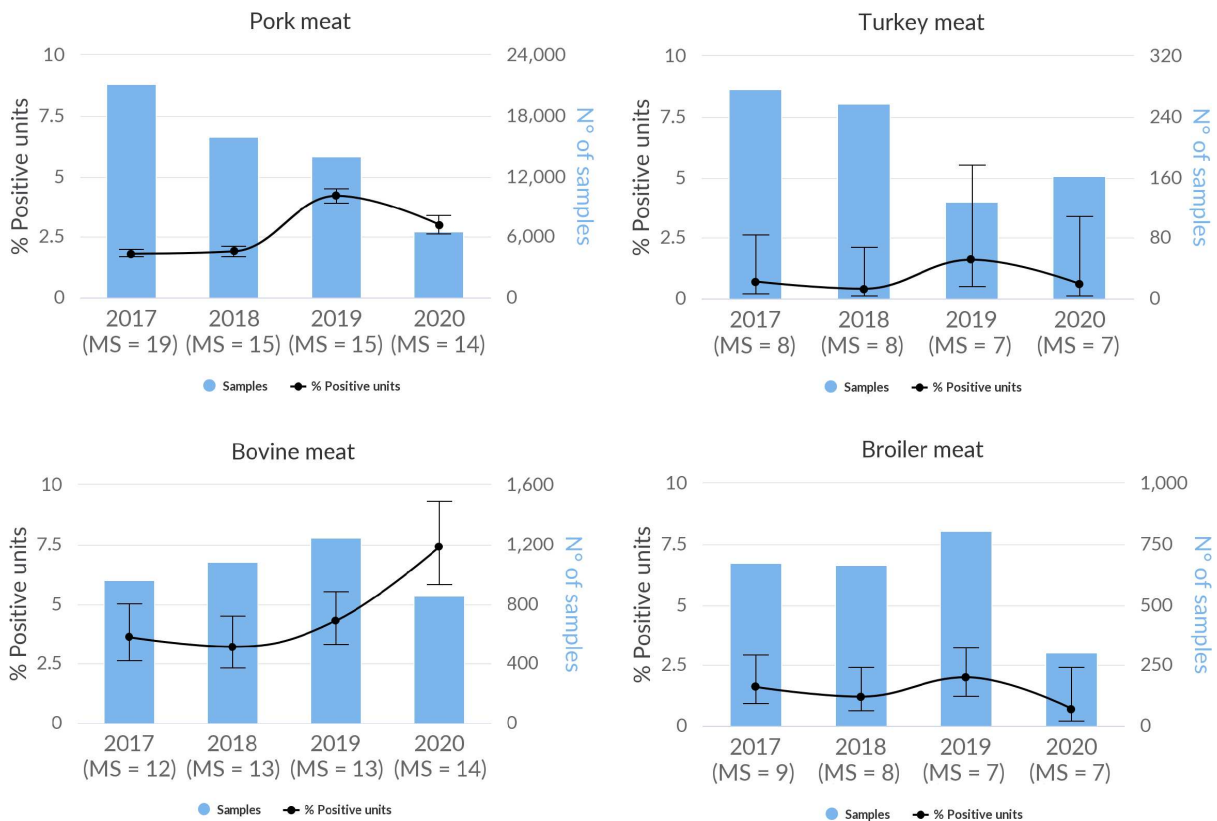 Pork meat
10
7.5
5
2.5
0
% Positive units
24,000
18,000
12,000
6,000
0
N° of samples
2017 2018 2019 2020
(MS = 19) (MS = 15) (MS = 15) (MS = 14)
Samples % Positive units
Turkey meat
10
7.5
5
2.5
0
% Positive units
320
240
160
80
0
N° of samples
2017 2018 2019 2020
(MS = 8) (MS = 8) (MS = 7) (MS = 7)
Samples % Positive units
Bovine meat
10
7.5
5
2.5
0
% Positive units
1,600
1,200
800
400
0
N° of samples
2017 2018 2019 2020
(MS = 12) (MS = 13) (MS = 13) (MS = 14)
Samples % Positive units
Broiler meat
10
7.5
5
2.5
0
% Positive units
1,000
750
500
250
0
N° of samples
2017 2018 2019 2020
(MS = 9) (MS = 8) (MS = 7) (MS = 7)
Samples % Positive units